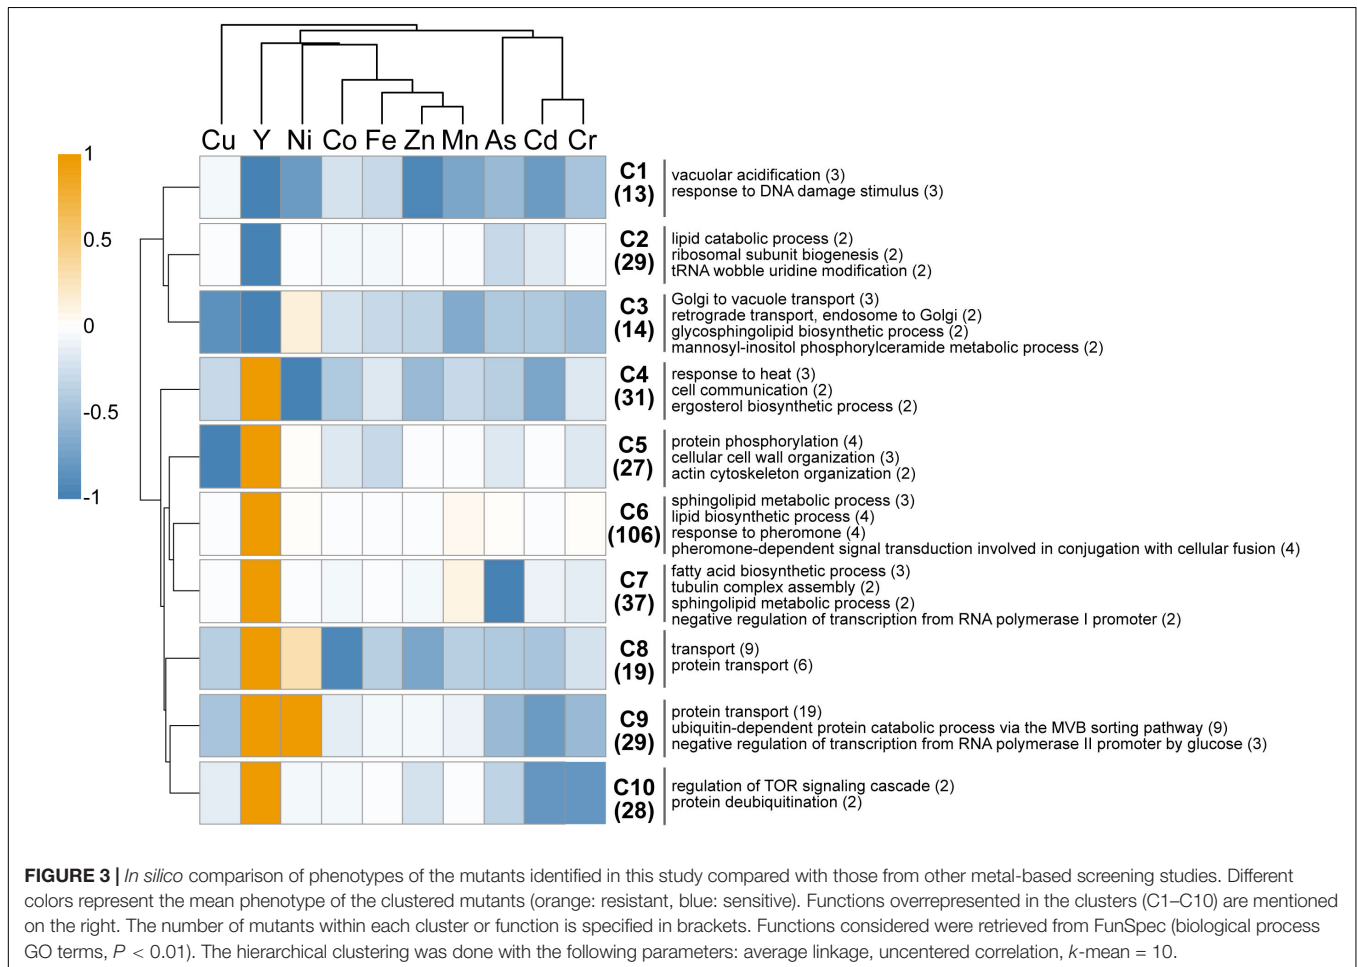 Cu Y Ni Co Fe Zn Mn As Cd Cr
1
0.5
0
-0.5
-1
C1
(13)
vacuolar acidification (3)
response to DNA damage stimulus (3)
C2
(29)
lipid catabolic process (2)
ribosomal subunit biogenesis (2)
tRNA wobble uridine modification (2)
C3
(14)
Golgi to vacuole transport (3)
retrograde transport, endosome to Golgi (2)
glycosphingolipid biosynthetic process (2)
mannosyl-inositol phosphorylceramide metabolic process (2)
C4
(31)
response to heat (3)
cell communication (2)
ergosterol biosynthetic process (2)
C5
(27)
protein phosphorylation (4)
cellular cell wall organization (3)
actin cytoskeleton organization (2)
C6
(106)
sphingolipid metabolic process (3)
lipid biosynthetic process (4)
response to pheromone (4)
pheromone-dependent signal transduction involved in conjugation with cellular fusion (4)
C7
(37)
fatty acid biosynthetic process (3)
tubulin complex assembly (2)
sphingolipid metabolic process (2)
negative regulation of transcription from RNA polymerase I promoter (2)
C8
(19)
transport (9)
protein transport (6)
C9
(29)
protein transport (19)
ubiquitin-dependent protein catabolic process via the MVB sorting pathway (9)
negative regulation of transcription from RNA polymerase II promoter by glucose (3)
C10
(28)
regulation of TOR signaling cascade (2)
protein deubiquitination (2)
FIGURE 3 | In silico comparison of phenotypes of the mutants identified in this study compared with those from other metal-based screening studies. Different
colors represent the mean phenotype of the clustered mutants (orange: resistant, blue: sensitive). Functions overrepresented in the clusters (C1–C10) are mentioned
on the right. The number of mutants within each cluster or function is specified in brackets. Functions considered were retrieved from FunSpec (biological process
GO terms, P < 0.01). The hierarchical clustering was done with the following parameters: average linkage, uncentered correlation, k-mean = 10.